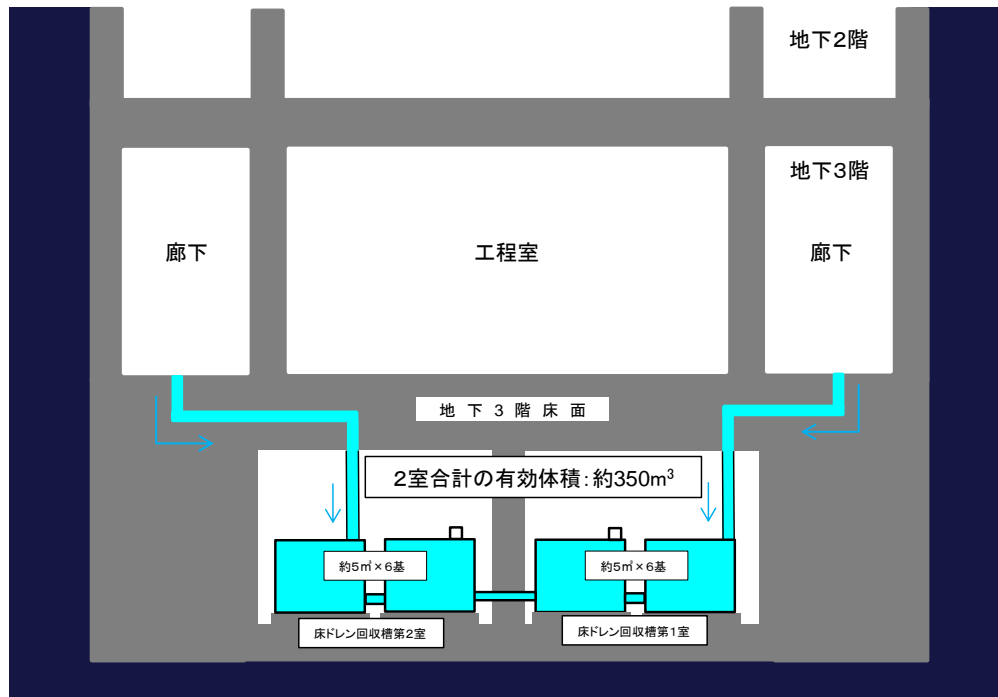 地下2階
地下3階
廊下
工程室
廊下
地下3階床面
2室合計の有効体積:約350m³
約5㎥×6基
約5㎥×6基
床ドレン回収槽第2室
床ドレン回収槽第1室